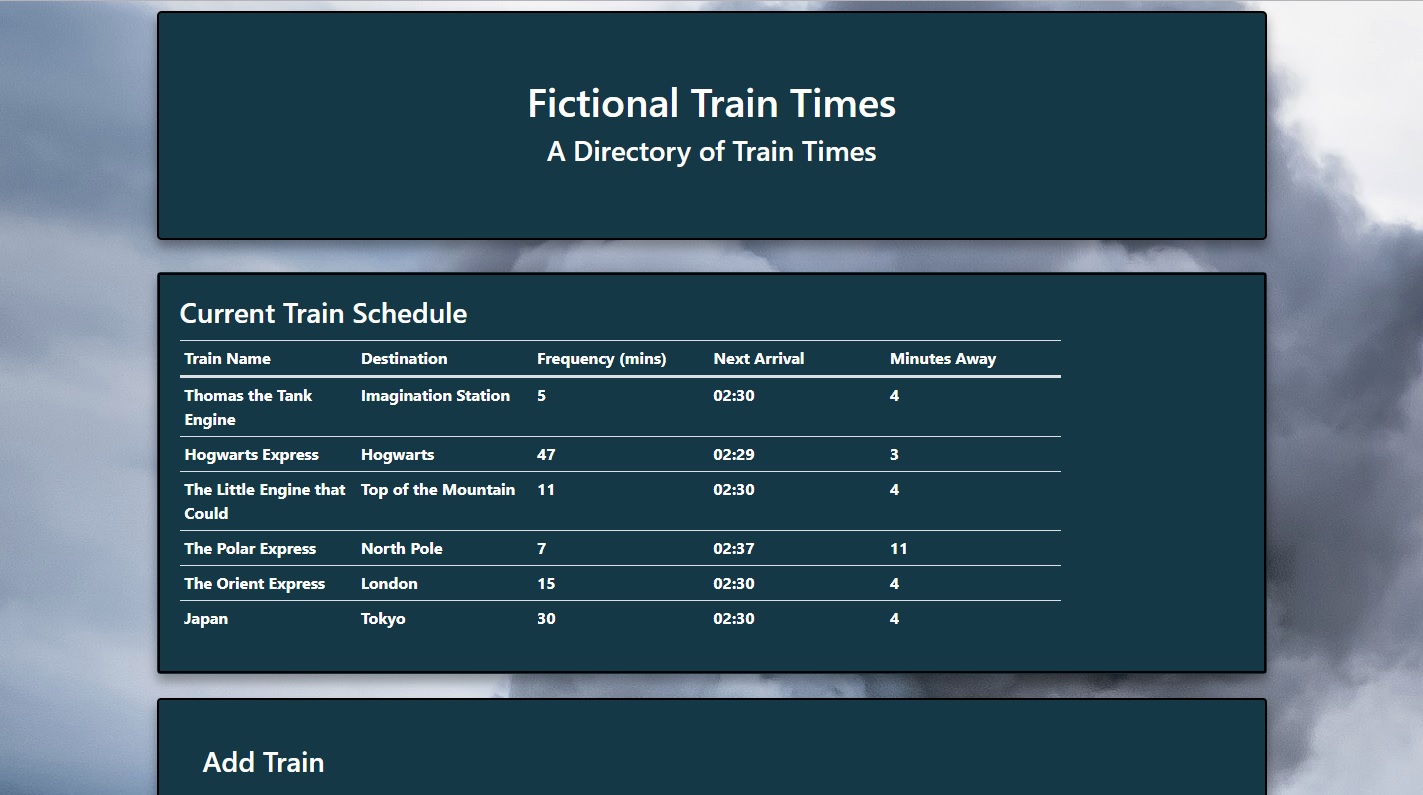 Fictional Train Times
A Directory of Train Times
Current Train Schedule
Train Name Destination Frequency (mins) Next Arrival Minutes Away
Thomas the Tank Imagination Station 5 02:30 4
Engine
Hogwarts Express Hogwarts 47 02:29 3
The Little Engine that Top of the Mountain 11 02:30 4
Could
The Polar Express North Pole 7 02:37 11
The Orient Express London 15 02:30 4
Japan Tokyo 30 02:30 4
Add Train